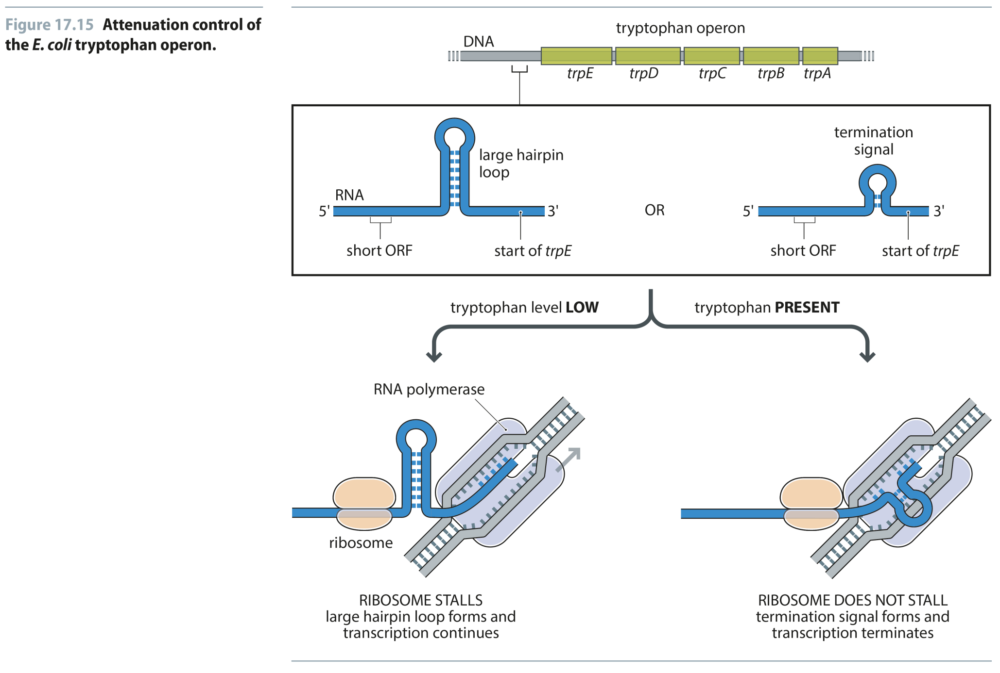 Figure 17.15 Attenuation control of
the E. coli tryptophan operon.
tryptophan operon
DNA
trpE
trpD
trpC
trpB
trpA
large hairpin
loop
RNA
5'
3'
short ORF
start of trpE
OR
termination
signal
5'
3'
short ORF
start of trpE
tryptophan level LOW
tryptophan PRESENT
RNA polymerase
ribosome
RIBOSOME STALLS
large hairpin loop forms and
transcription continues
RIBOSOME DOES NOT STALL
termination signal forms and
transcription terminates